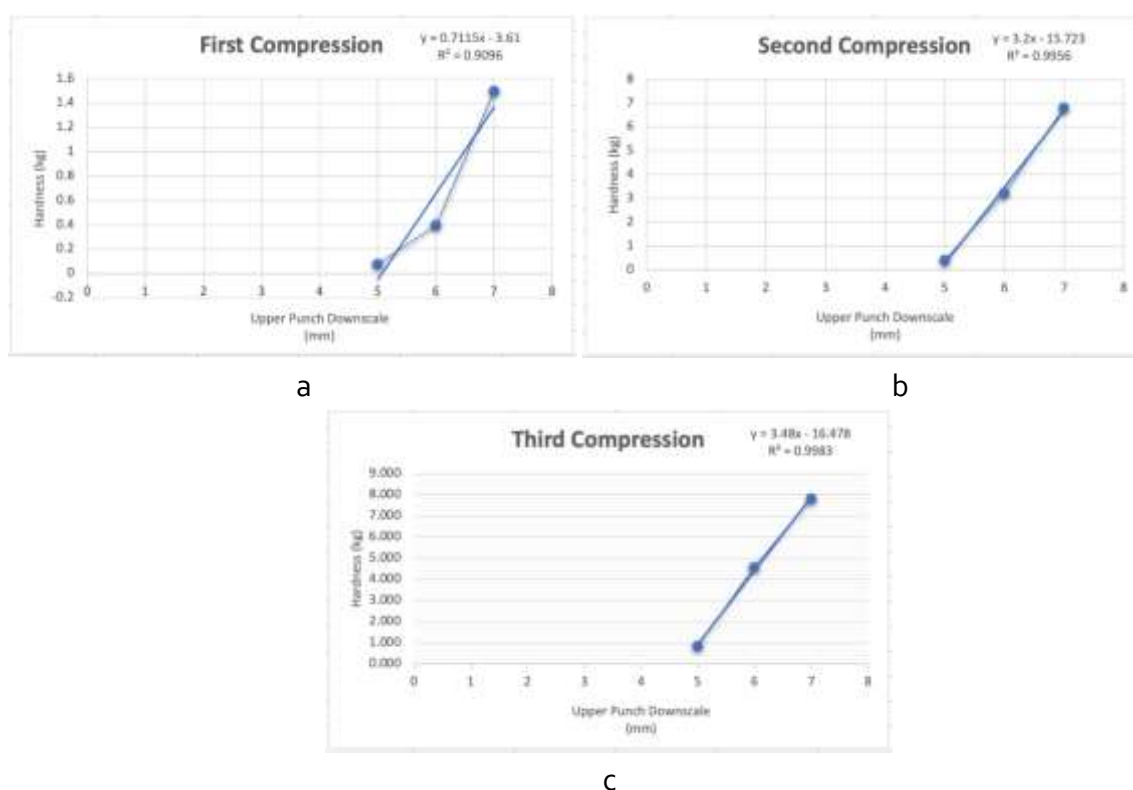 First Compression
y = 0.7115x - 3.61
R² = 0.9096
Hardness (kg)
1.6
1.4
1.2
1
0.8
0.6
0.4
0.2
0
-0.2
0 1 2 3 4 5 6 7 8
Upper Punch Downscale
(mm)
a
Second Compression
y = 3.2x - 15.723
R² = 0.9956
Hardness (kg)
8
7
6
5
4
3
2
1
0
0 1 2 3 4 5 6 7 8
Upper Punch Downscale
(mm)
b
Third Compression
y = 3.48x - 16.478
R² = 0.9983
Hardness (kg)
9.000
8.000
7.000
6.000
5.000
4.000
3.000
2.000
1.000
0.000
0 1 2 3 4 5 6 7 8
Upper Punch Downscale
(mm)
c